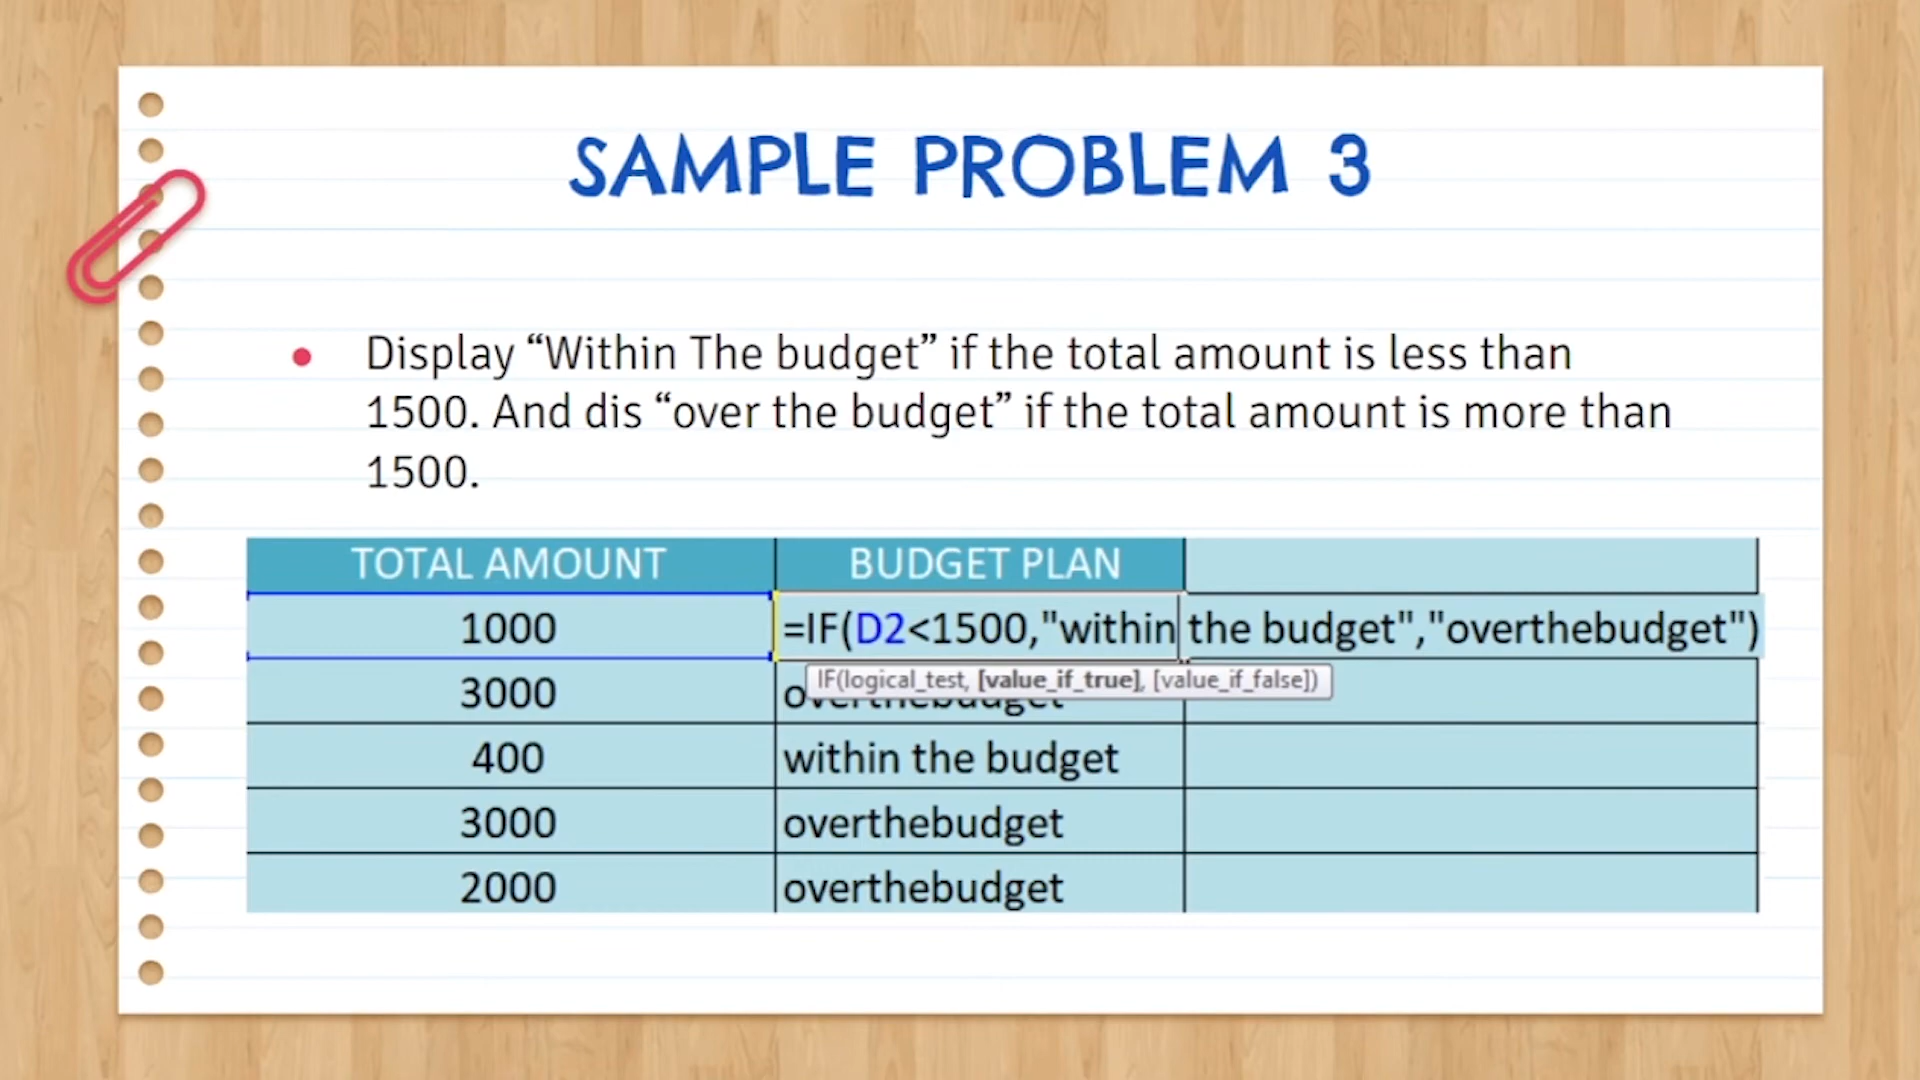 SAMPLE PROBLEM 3
• Display “Within The budget” if the total amount is less than
1500. And dis “over the budget” if the total amount is more than
1500.
TOTAL AMOUNT BUDGET PLAN
1000 =IF(D2<1500,"within the budget","overthebudget")
IF(logical_test, [value_if_true], [value_if_false])
3000 overthebudget
400 within the budget
3000 overthebudget
2000 overthebudget